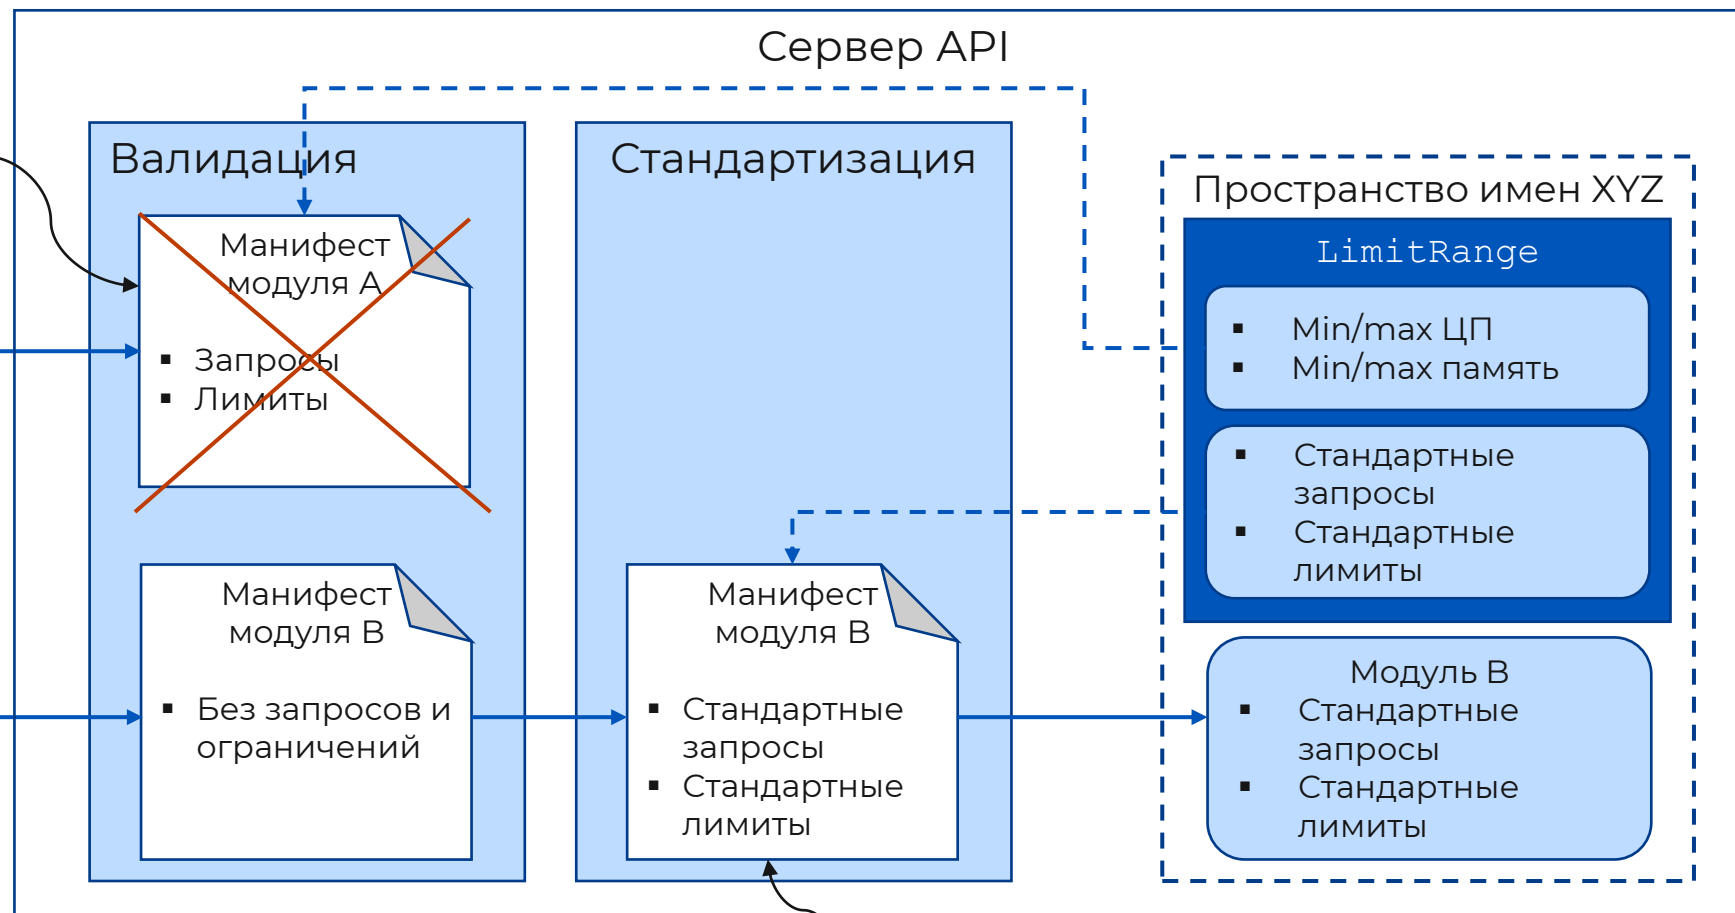 Сервер API
Валидация
Манифест
модуля A
▪ Запросы
▪ Лимиты
Манифест
модуля B
▪ Без запросов и
ограничений
Стандартизация
Манифест
модуля B
▪ Стандартные
запросы
▪ Стандартные
лимиты
Пространство имен XYZ
LimitRange
▪ Min/max ЦП
▪ Min/max память
▪ Стандартные
запросы
▪ Стандартные
лимиты
Модуль B
▪ Стандартные
запросы
▪ Стандартные
лимиты